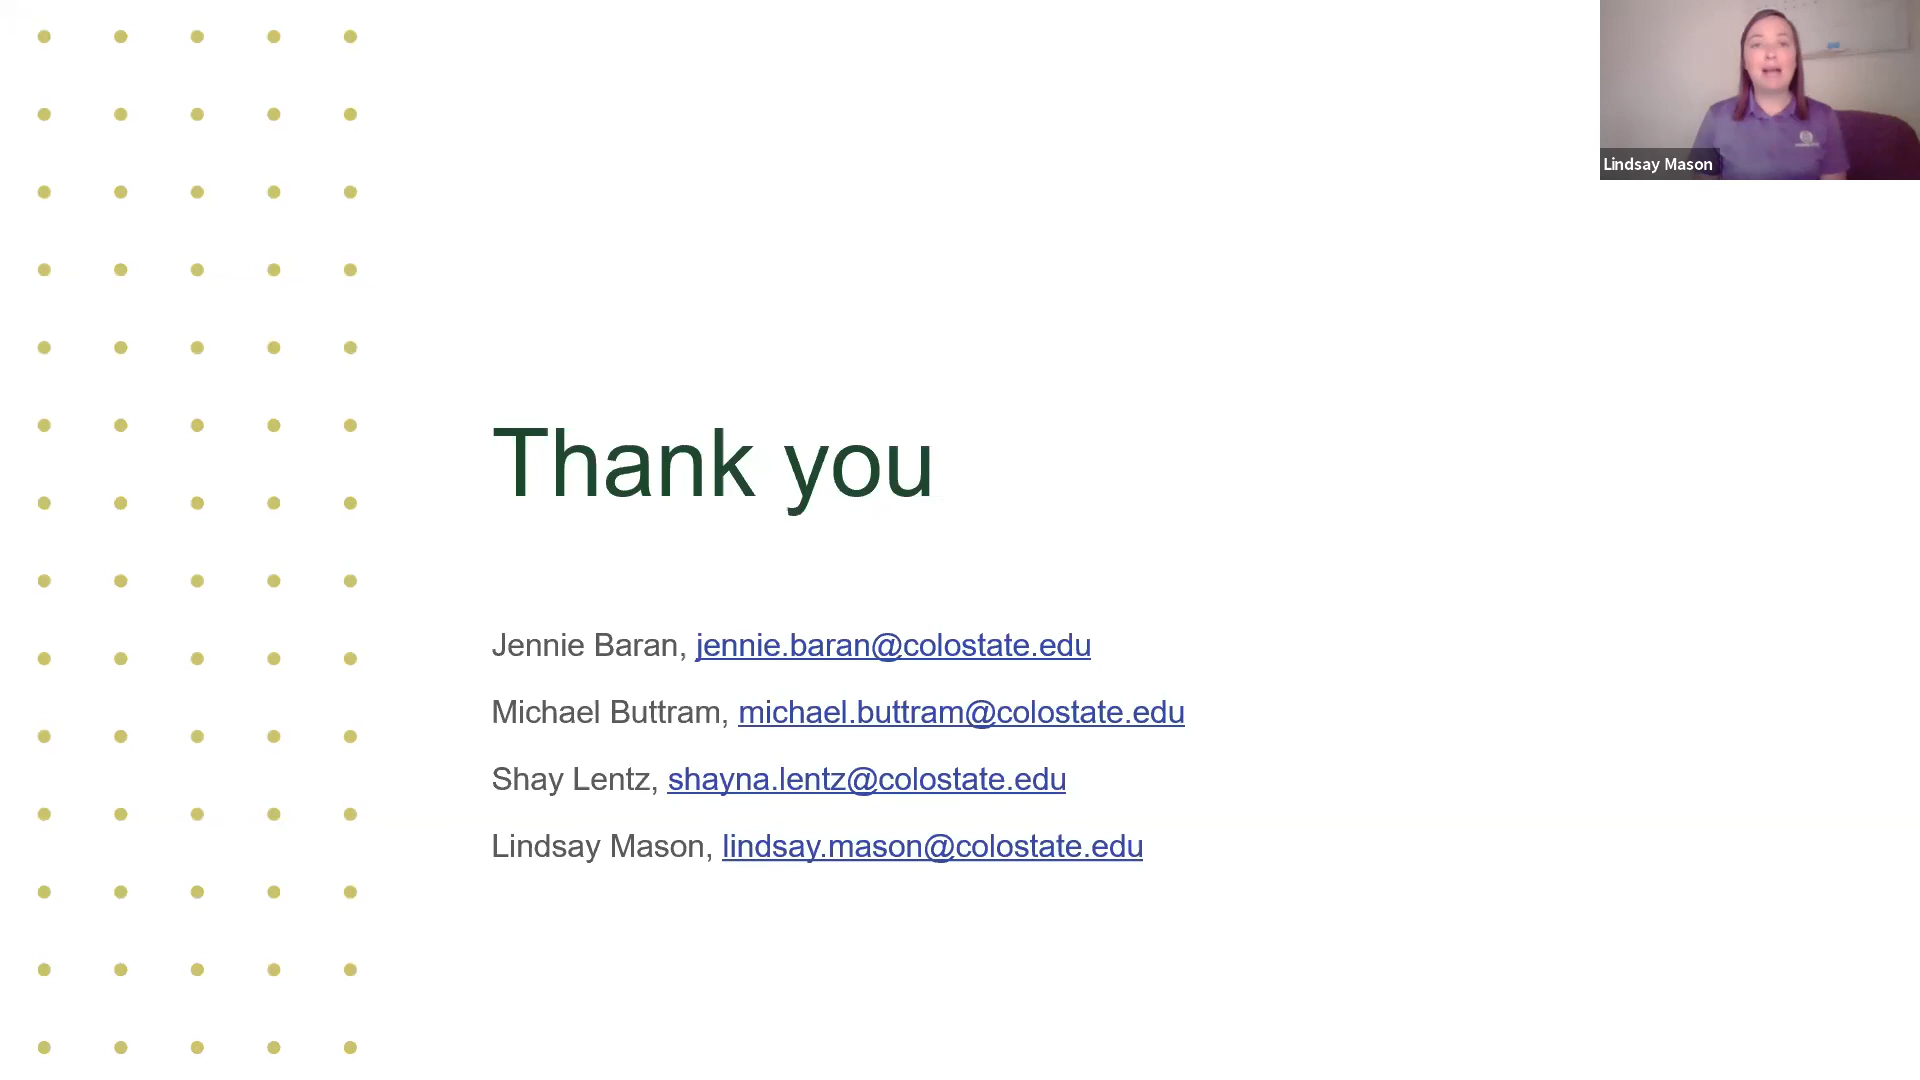 Lindsay Mason
Thank you
Jennie Baran, jennie.baran@colostate.edu
Michael Buttram, michael.buttram@colostate.edu
Shay Lentz, shayna.lentz@colostate.edu
Lindsay Mason, lindsay.mason@colostate.edu